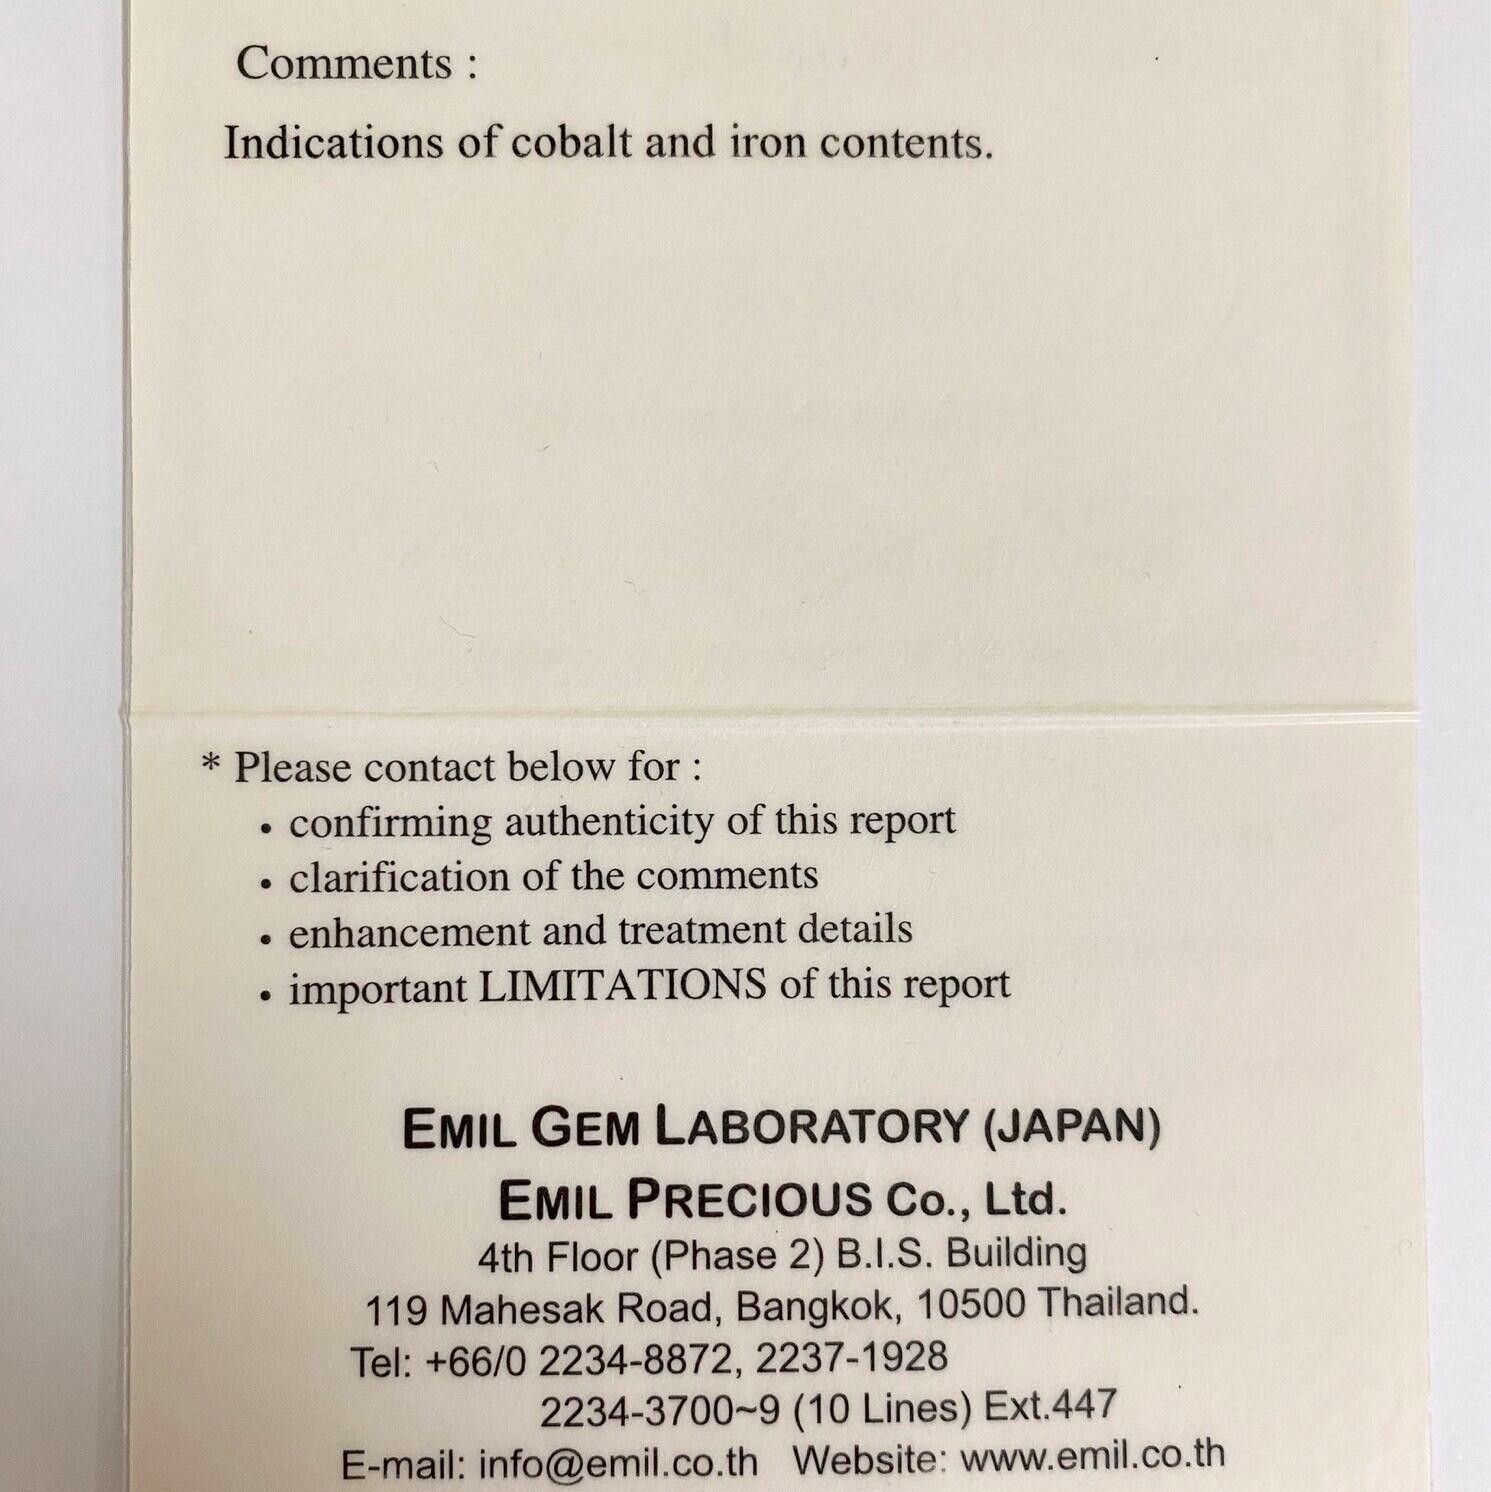 Comments :
Indications of cobalt and iron contents.
* Please contact below for :
• confirming authenticity of this report
• clarification of the comments
• enhancement and treatment details
• important LIMITATIONS of this report
EMIL GEM LABORATORY (JAPAN)
EMIL PRECIOUS Co., Ltd.
4th Floor (Phase 2) B.I.S. Building
119 Mahesak Road, Bangkok, 10500 Thailand.
Tel: +66/0 2234-8872, 2237-1928
2234-3700~9 (10 Lines) Ext.447
E-mail: info@emil.co.th Website: www.emil.co.th